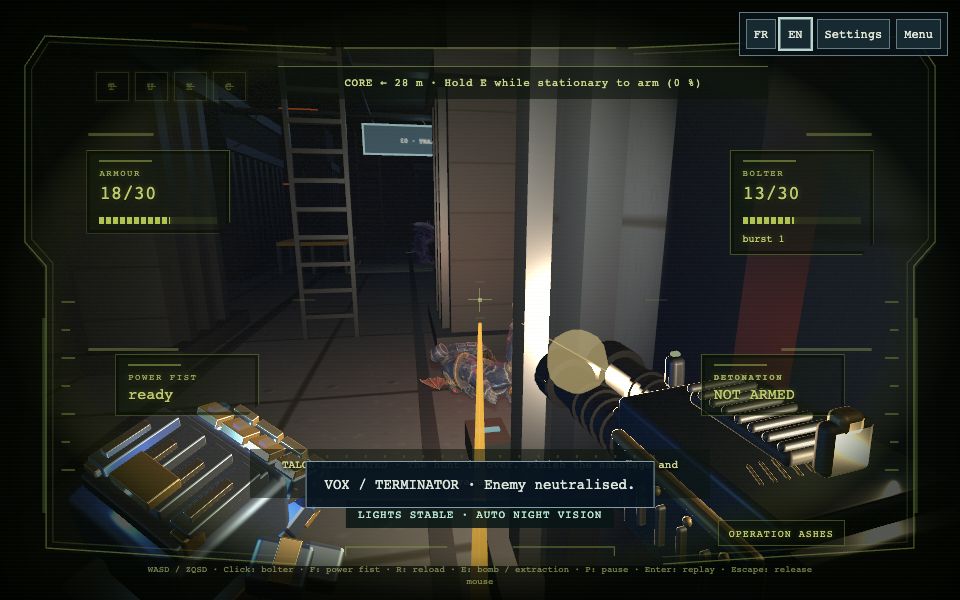 FR EN Settings Menu
CORE ← 28 m · Hold E while stationary to arm (0 %)
ARMOUR
18/30
BOLTER
13/30
burst 1
POWER FIST
ready
DETONATION
NOT ARMED
and
VOX / TERMINATOR · Enemy neutralised.
LIGHTS STABLE · AUTO NIGHT VISION
OPERATION ASHES
WASD / ZQSD · Click: bolter · F: power fist · R: reload · E: bomb / extraction · P: pause · Enter: replay · Escape: release
mouse